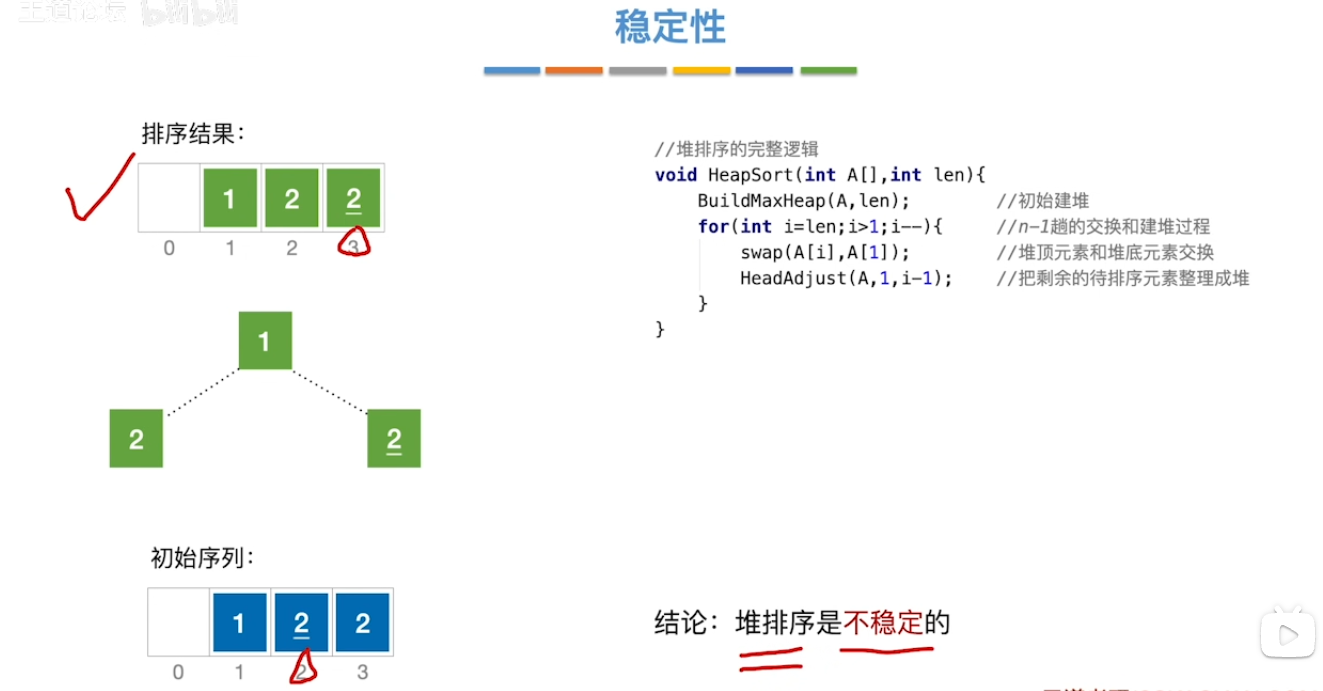 王道论坛 bilibili
稳定性
排序结果：
1 2 2
0 1 2 3
1
2 2
初始序列：
1 2 2
0 1 2 3
//堆排序的完整逻辑
void HeapSort(int A[],int len){
BuildMaxHeap(A,len); //初始建堆
for(int i=len;i>1;i--){ //n-1趟的交换和建堆过程
swap(A[i],A[1]); //堆顶元素和堆底元素交换
HeadAdjust(A,1,i-1); //把剩余的待排序元素整理成堆
}
}
结论：堆排序是不稳定的